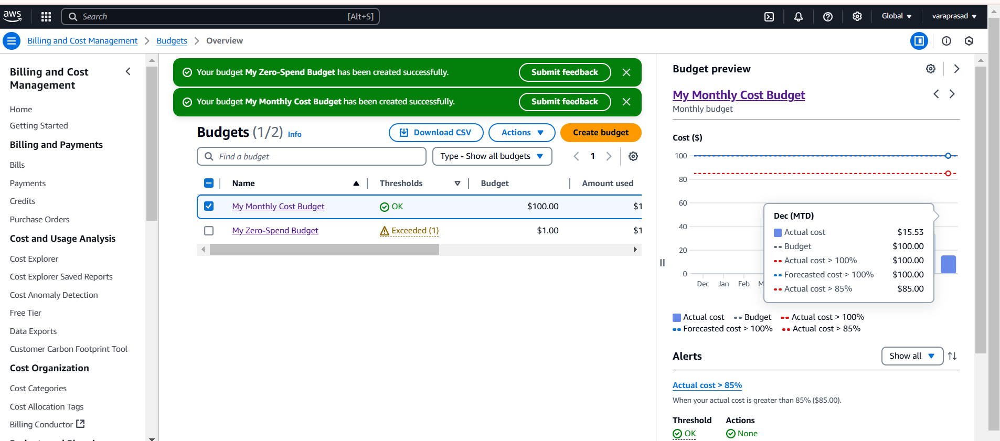 aws
Search [Alt+S]
Global
varaprasad
Billing and Cost Management
Budgets
Overview
Billing and Cost
Management
Home
Getting Started
Billing and Payments
Bills
Payments
Credits
Purchase Orders
Cost and Usage Analysis
Cost Explorer
Cost Explorer Saved Reports
Cost Anomaly Detection
Free Tier
Data Exports
Customer Carbon Footprint Tool
Cost Organization
Cost Categories
Cost Allocation Tags
Billing Conductor
Your budget My Zero-Spend Budget has been created successfully.
Submit feedback
Your budget My Monthly Cost Budget has been created successfully.
Submit feedback
Budgets (1/2) Info
Download CSV
Actions
Create budget
Find a budget
Type - Show all budgets
1
Name Thresholds Budget Amount used
My Monthly Cost Budget OK $100.00 $1
My Zero-Spend Budget Exceeded (1) $1.00 $1
Budget preview
My Monthly Cost Budget
Monthly budget
Cost ($)
100
80
60
40
20
0
Dec Jan Feb M
Dec (MTD)
Actual cost $15.53
Budget $100.00
Actual cost > 100% $100.00
Forecasted cost > 100% $100.00
Actual cost > 85% $85.00
Actual cost Budget Actual cost > 100%
Forecasted cost > 100% Actual cost > 85%
Alerts
Show all
Actual cost > 85%
When your actual cost is greater than 85% ($85.00).
Threshold Actions
OK None